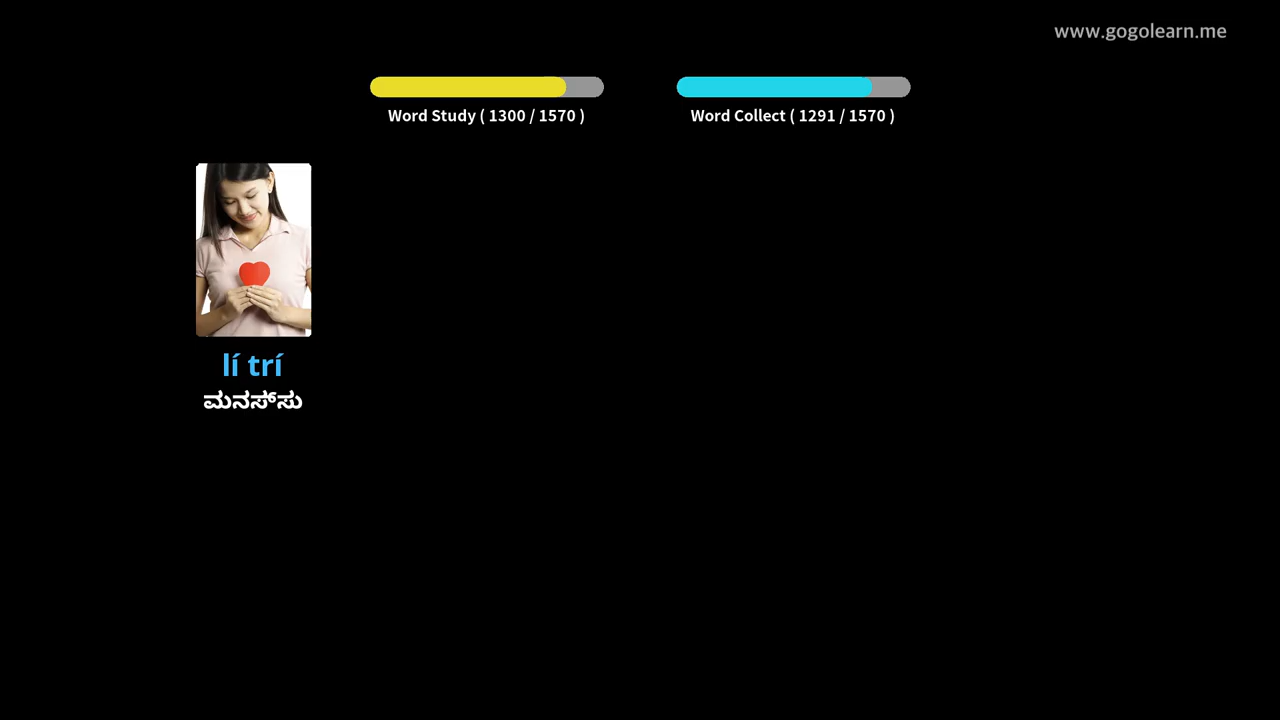 www.gogolearn.me
Word Study ( 1300 / 1570 )
Word Collect ( 1291 / 1570 )
lí trí
ಮನಸ್‌ಸು